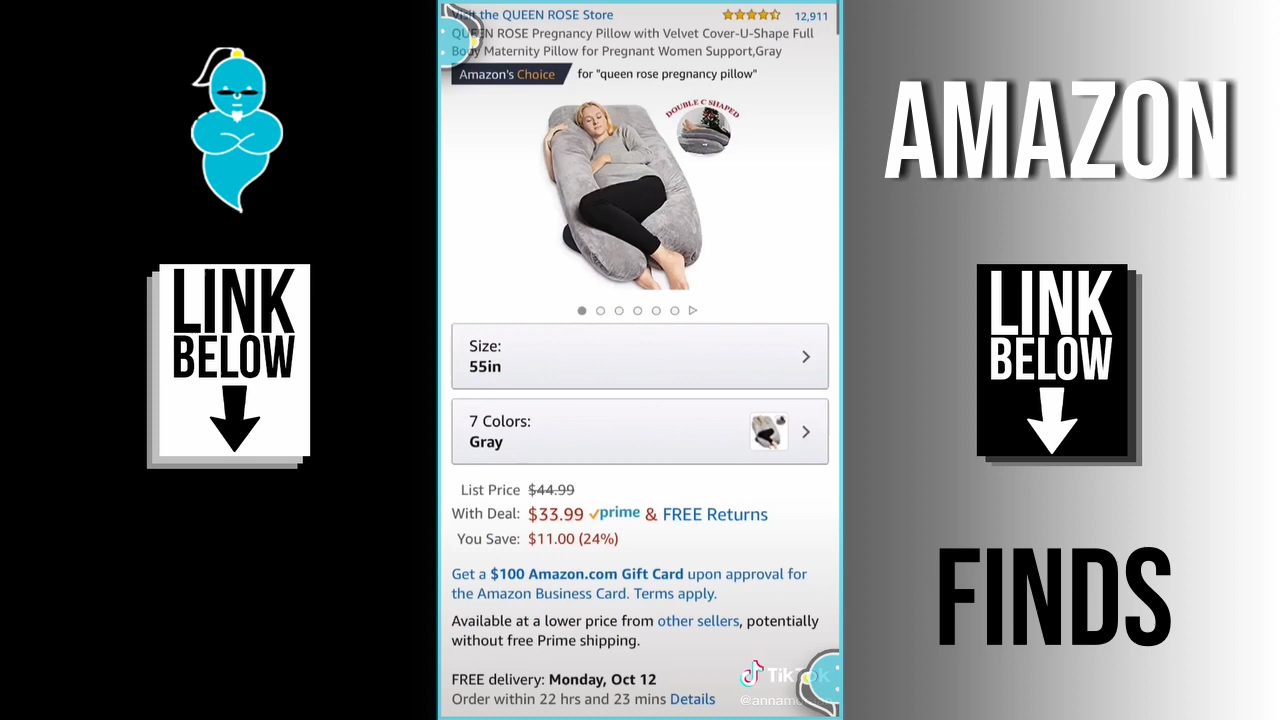 Visit the QUEEN ROSE Store
12,911
QUEEN ROSE Pregnancy Pillow with Velvet Cover-U-Shape Full
Body Maternity Pillow for Pregnant Women Support,Gray
Amazon's Choice for "queen rose pregnancy pillow"
DOUBLE C SHAPED
Size:
55in
7 Colors:
Gray
List Price $44.99
With Deal: $33.99 prime & FREE Returns
You Save: $11.00 (24%)
Get a $100 Amazon.com Gift Card upon approval for
the Amazon Business Card. Terms apply.
Available at a lower price from other sellers, potentially
without free Prime shipping.
FREE delivery: Monday, Oct 12
Order within 22 hrs and 23 mins Details
TikTok
LINK
BELOW
AMAZON
LINK
BELOW
FINDS